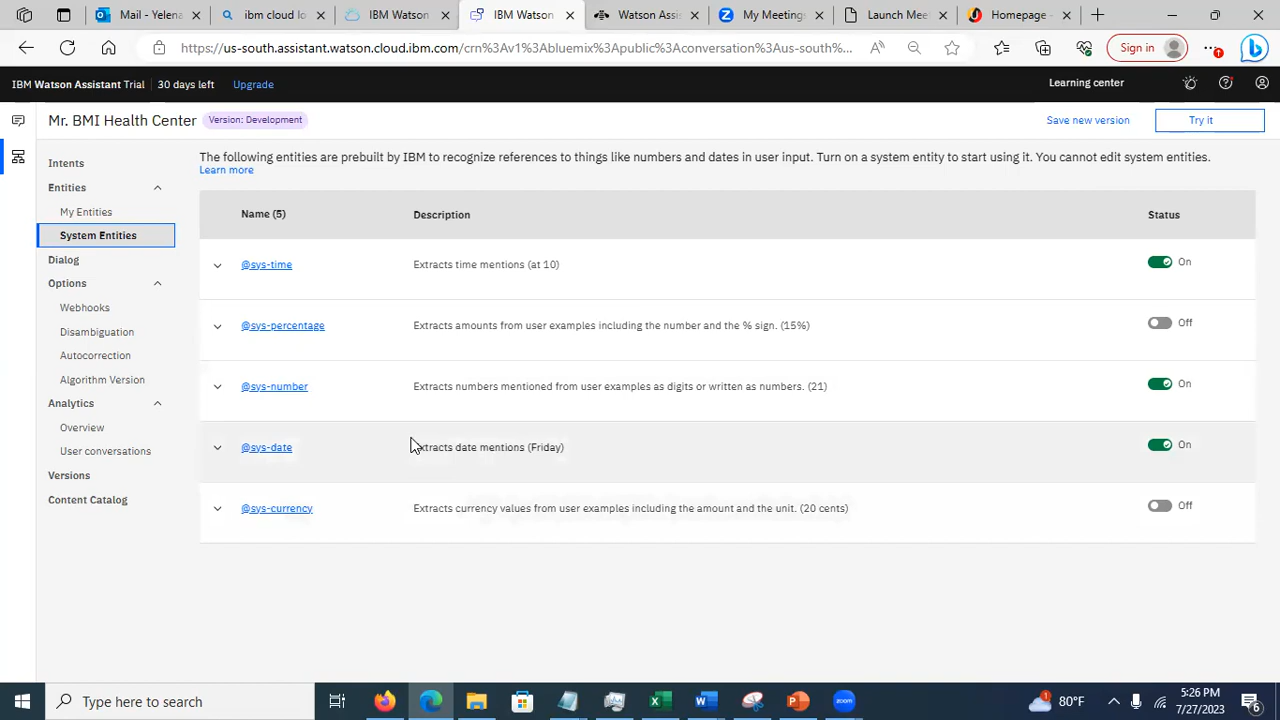 Mail - Yelena
ibm cloud lo
IBM Watson
IBM Watson
Watson Assis
My Meeting
Launch Mee
Homepage -
https://us-south.assistant.watson.cloud.ibm.com/crn%3Av1%3Abluemix%3Apublic%3Aconversation%3Aus-south%...
Sign in
IBM Watson Assistant Trial
30 days left
Upgrade
Learning center
Mr. BMI Health Center
Version: Development
Save new version
Try it
Intents
Entities
My Entities
System Entities
Dialog
Options
Webhooks
Disambiguation
Autocorrection
Algorithm Version
Analytics
Overview
User conversations
Versions
Content Catalog
The following entities are prebuilt by IBM to recognize references to things like numbers and dates in user input. Turn on a system entity to start using it. You cannot edit system entities.
Learn more
Name (5)
Description
Status
@sys-time
Extracts time mentions (at 10)
On
@sys-percentage
Extracts amounts from user examples including the number and the % sign. (15%)
Off
@sys-number
Extracts numbers mentioned from user examples as digits or written as numbers. (21)
On
@sys-date
Extracts date mentions (Friday)
On
@sys-currency
Extracts currency values from user examples including the amount and the unit. (20 cents)
Off
Type here to search
zoom
1
80°F
5:26 PM
7/27/2023
6